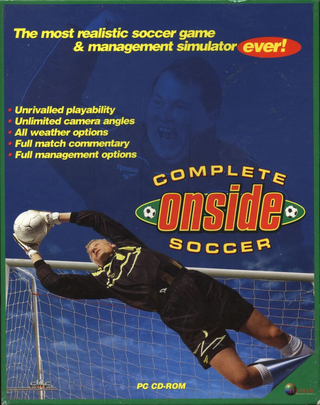 The most realistic soccer game
& management simulator ever!
• Unrivalled playability
• Unlimited camera angles
• All weather options
• Full match commentary
• Full management options
COMPLETE
onside
SOCCER
PC CD-ROM